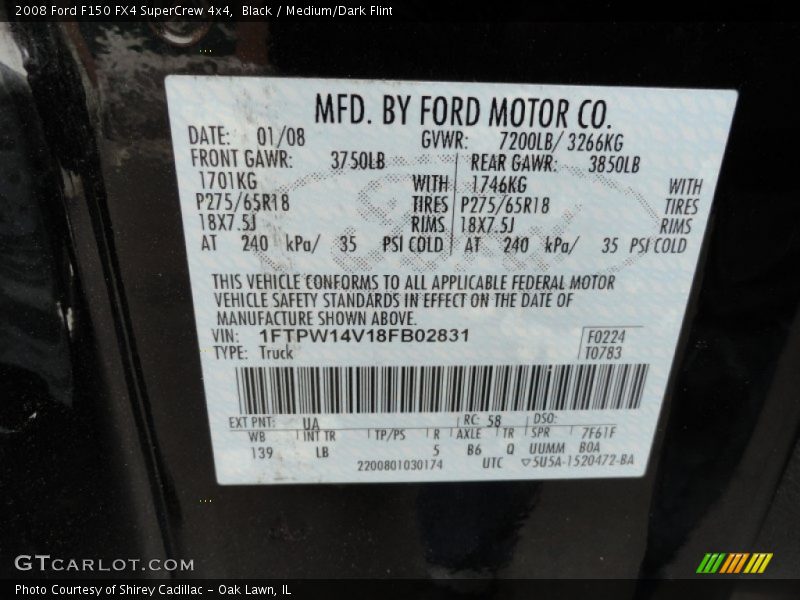 2008 Ford F150 FX4 SuperCrew 4x4, Black / Medium/Dark Flint
MFD. BY FORD MOTOR CO.
DATE: 01/08 GVWR: 7200LB/ 3266KG
FRONT GAWR: 3750LB REAR GAWR: 3850LB
1701KG WITH 1746KG WITH
P275/65R18 TIRES P275/65R18 TIRES
18X7.5J RIMS 18X7.5J RIMS
AT 240 kPa/ 35 PSI COLD AT 240 kPa/ 35 PSI COLD
THIS VEHICLE CONFORMS TO ALL APPLICABLE FEDERAL MOTOR
VEHICLE SAFETY STANDARDS IN EFFECT ON THE DATE OF
MANUFACTURE SHOWN ABOVE.
VIN: 1FTPW14V18FB02831 F0224
TYPE: Truck T0783
EXT PNT: UA RC: 58 DSO:
WB INT TR TP/PS R AXLE TR SPR 7F61F
139 LB 5 B6 Q UUMM BOA
2200801030174 UTC ▽5U5A-1520472-BA
GTCARLOT.COM
Photo Courtesy of Shirey Cadillac - Oak Lawn, IL